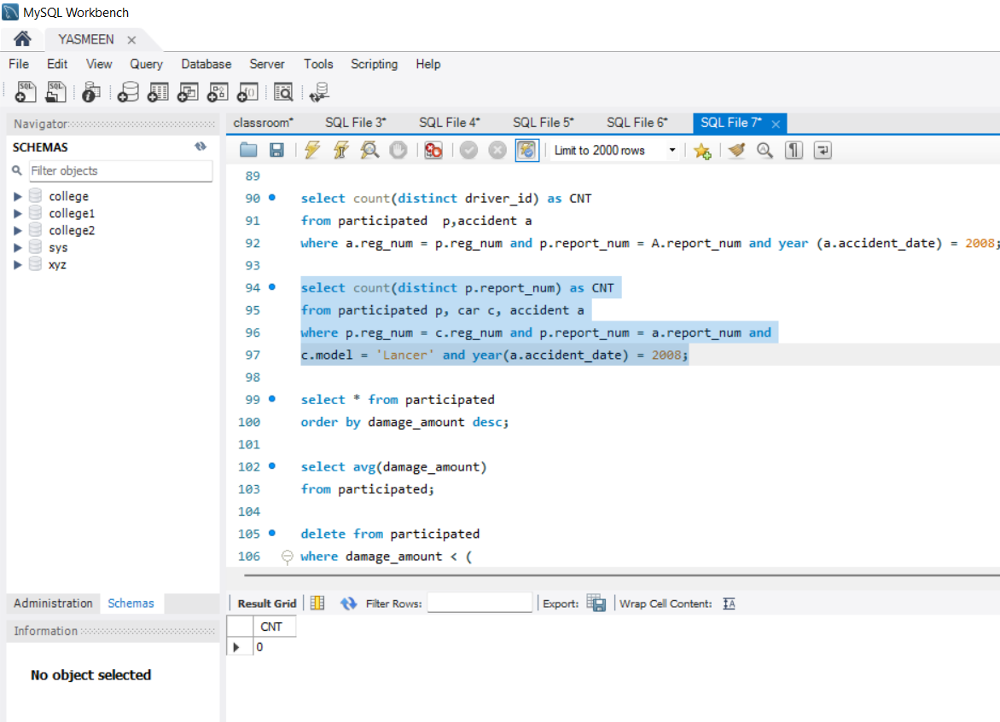 MySQL Workbench
YASMEEN
File Edit View Query Database Server Tools Scripting Help
Navigator
SCHEMAS
Filter objects
college
college1
college2
sys
xyz
Administration Schemas
Information
No object selected
classroom* SQL File 3* SQL File 4* SQL File 5* SQL File 6* SQL File 7*
Limit to 2000 rows
89
90 select count(distinct driver_id) as CNT
91 from participated  p,accident a
92 where a.reg_num = p.reg_num and p.report_num = A.report_num and year (a.accident_date) = 2008;
93
94 select count(distinct p.report_num) as CNT
95 from participated p, car c, accident a
96 where p.reg_num = c.reg_num and p.report_num = a.report_num and
97 c.model = 'Lancer' and year(a.accident_date) = 2008;
98
99 select * from participated
100 order by damage_amount desc;
101
102 select avg(damage_amount)
103 from participated;
104
105 delete from participated
106 where damage_amount < (
Result Grid Filter Rows: Export: Wrap Cell Content:
CNT
0